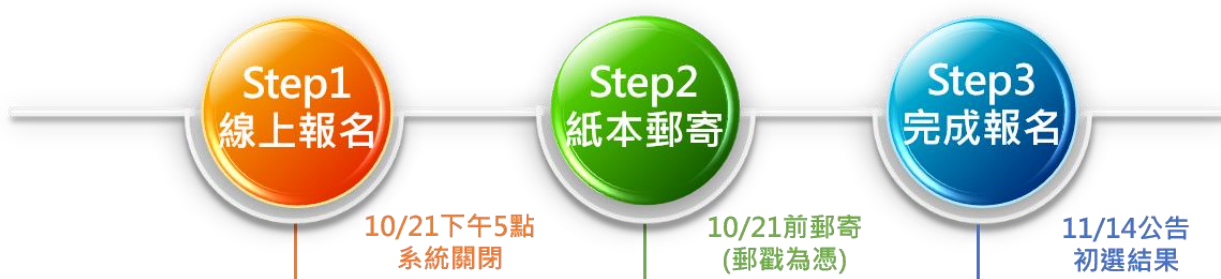 Step1
線上報名
10/21下午5點
系統關閉
Step2
紙本郵寄
10/21前郵寄
(郵戳為憑)
Step3
完成報名
11/14公告
初選結果